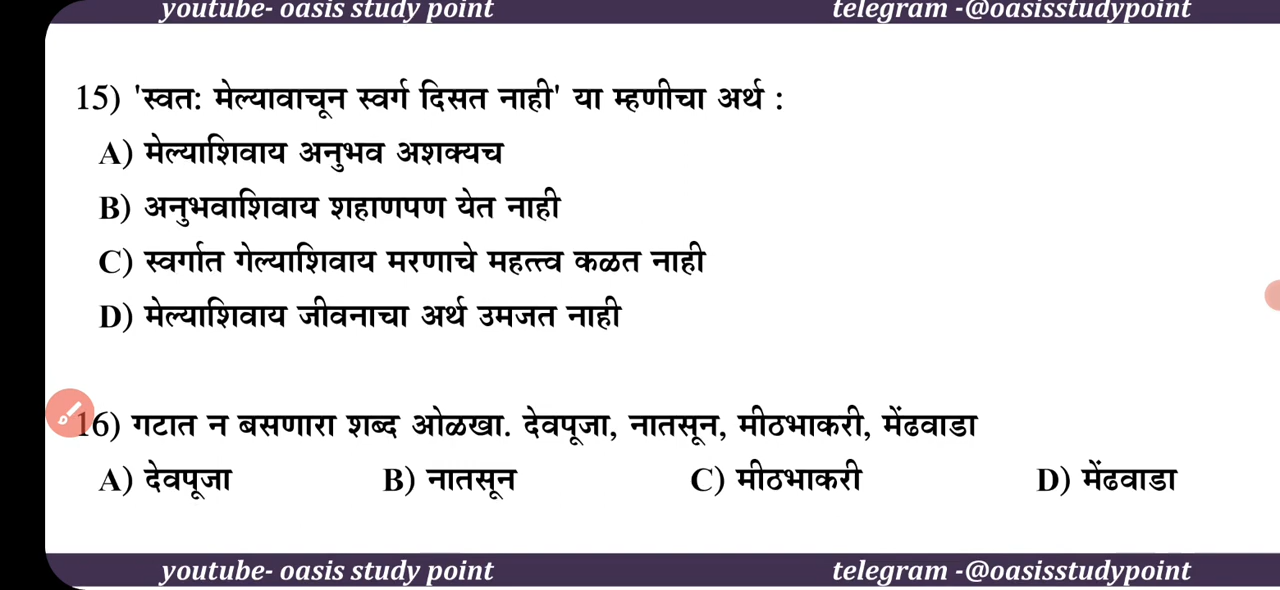 youtube- oasis study point telegram -@oasisstudypoint
15) 'स्वतः मेल्यावाचून स्वर्ग दिसत नाही' या म्हणीचा अर्थ :
A) मेल्याशिवाय अनुभव अशक्यच
B) अनुभवाशिवाय शहाणपण येत नाही
C) स्वर्गात गेल्याशिवाय मरणाचे महत्त्व कळत नाही
D) मेल्याशिवाय जीवनाचा अर्थ उमजत नाही
16) गटात न बसणारा शब्द ओळखा. देवपूजा, नातसून, मीठभाकरी, मेंढवाडा
A) देवपूजा B) नातसून C) मीठभाकरी D) मेंढवाडा
youtube- oasis study point telegram -@oasisstudypoint